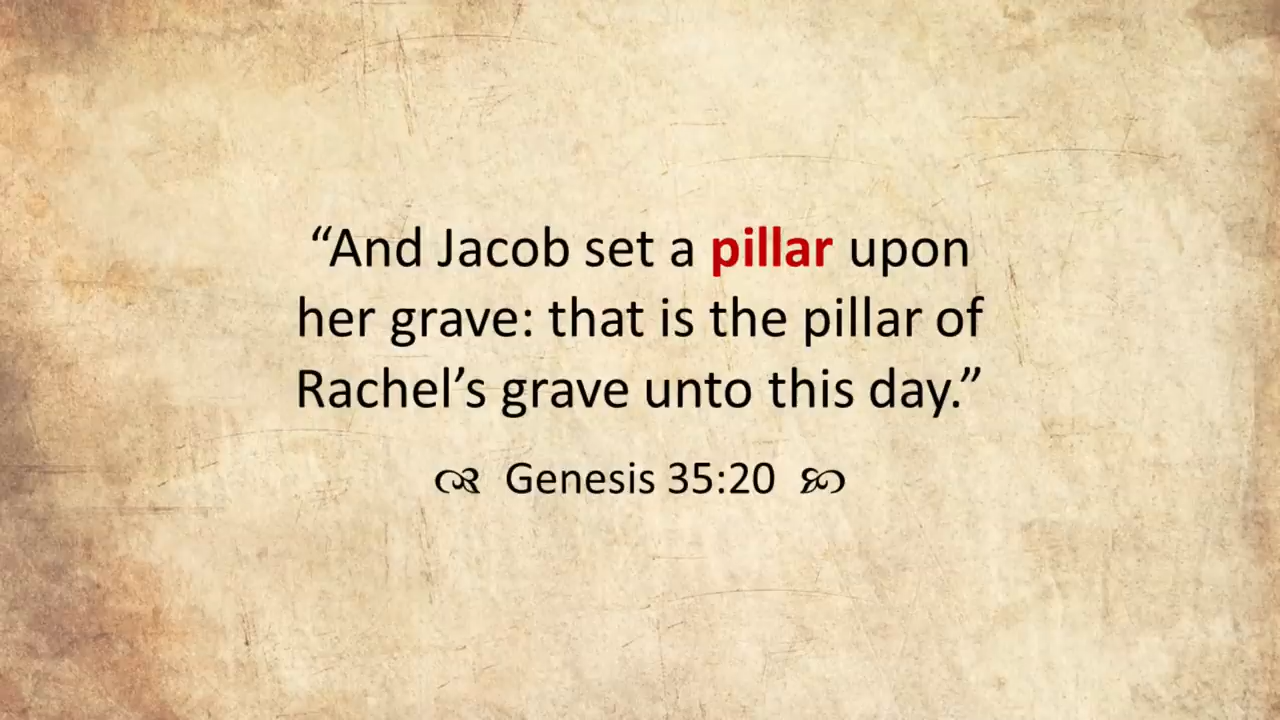 “And Jacob set a pillar upon
her grave: that is the pillar of
Rachel’s grave unto this day.”
Genesis 35:20